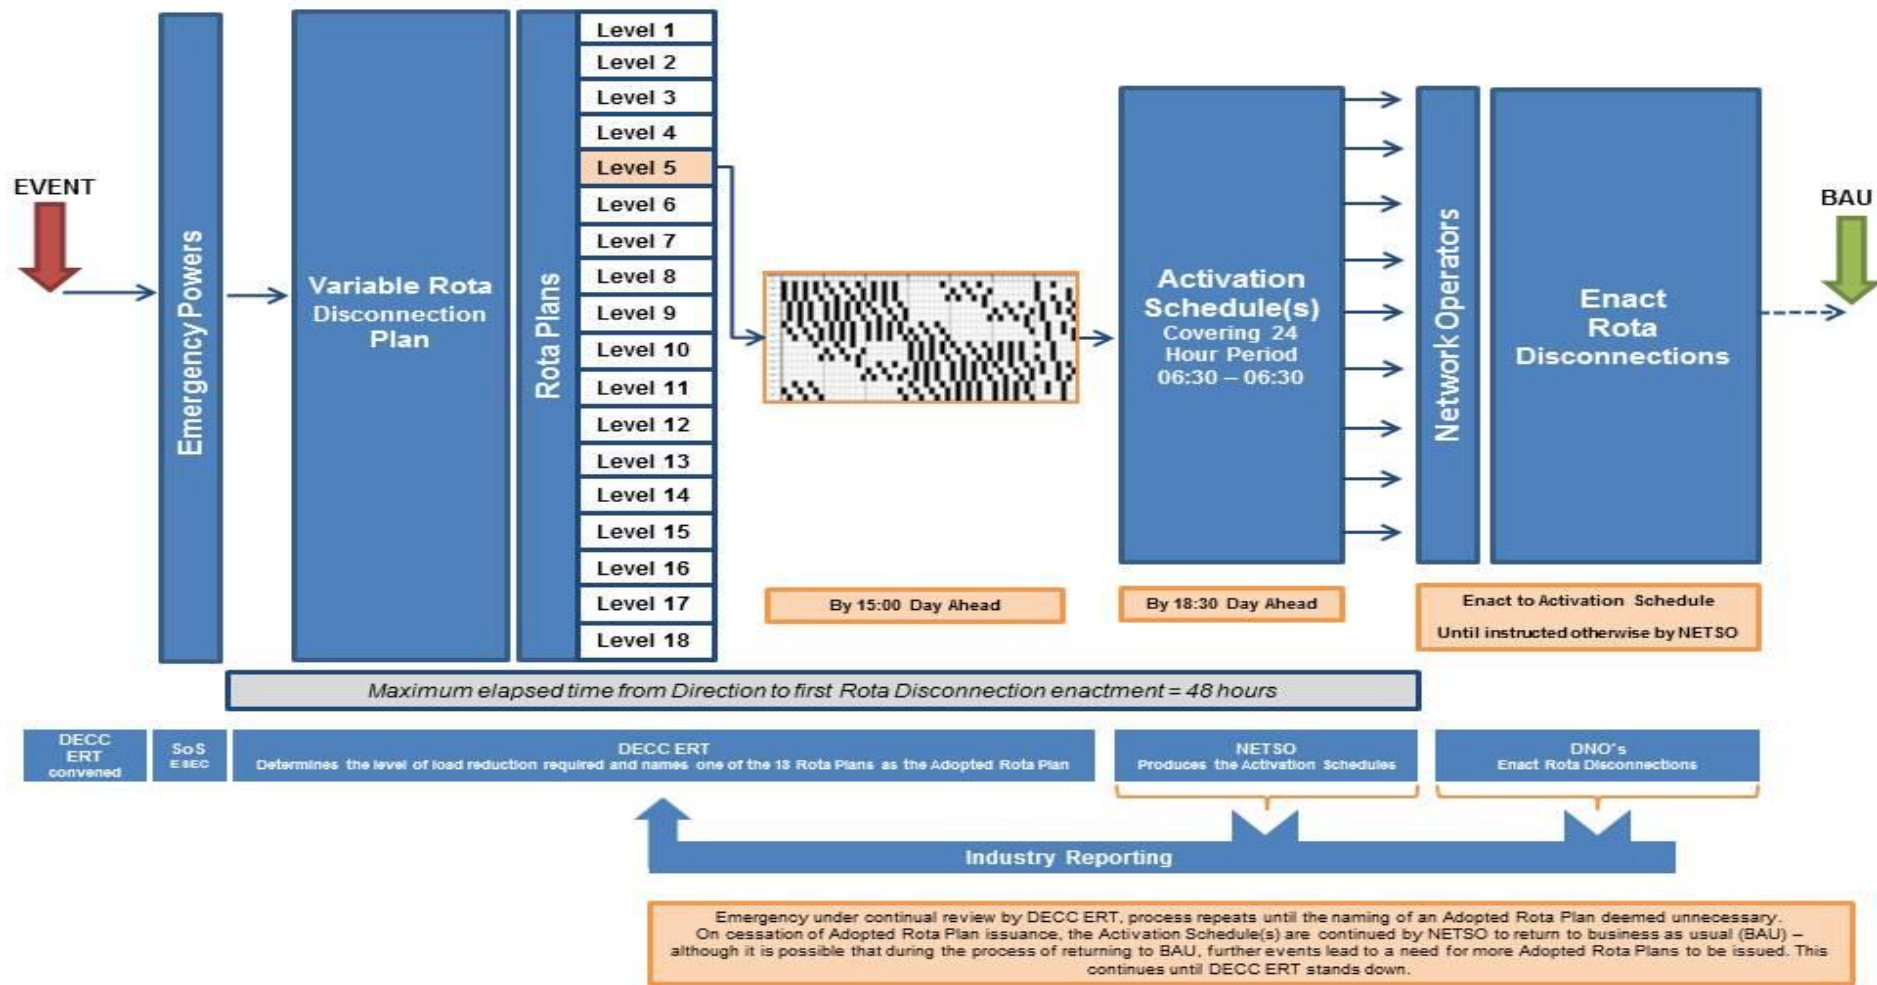 EVENT
Emergency Powers
Variable Rota
Disconnection
Plan
Rota Plans
Level 1
Level 2
Level 3
Level 4
Level 5
Level 6
Level 7
Level 8
Level 9
Level 10
Level 11
Level 12
Level 13
Level 14
Level 15
Level 16
Level 17
Level 18
Activation
Schedule(s)
Covering 24
Hour Period
06:30 – 06:30
Network Operators
Enact
Rota
Disconnections
BAU
By 15:00 Day Ahead
By 18:30 Day Ahead
Enact to Activation Schedule
Until instructed otherwise by NETSO
Maximum elapsed time from Direction to first Rota Disconnection enactment = 48 hours
DECC
ERT
convened
SoS
ESEC
DECC ERT
Determines the level of load reduction required and names one of the 18 Rota Plans as the Adopted Rota Plan
NETSO
Produces the Activation Schedules
DNO's
Enact Rota Disconnections
Industry Reporting
Emergency under continual review by DECC ERT, process repeats until the naming of an Adopted Rota Plan deemed unnecessary.
On cessation of Adopted Rota Plan issuance, the Activation Schedule(s) are continued by NETSO to return to business as usual (BAU) –
although it is possible that during the process of returning to BAU, further events lead to a need for more Adopted Rota Plans to be issued. This
continues until DECC ERT stands down.